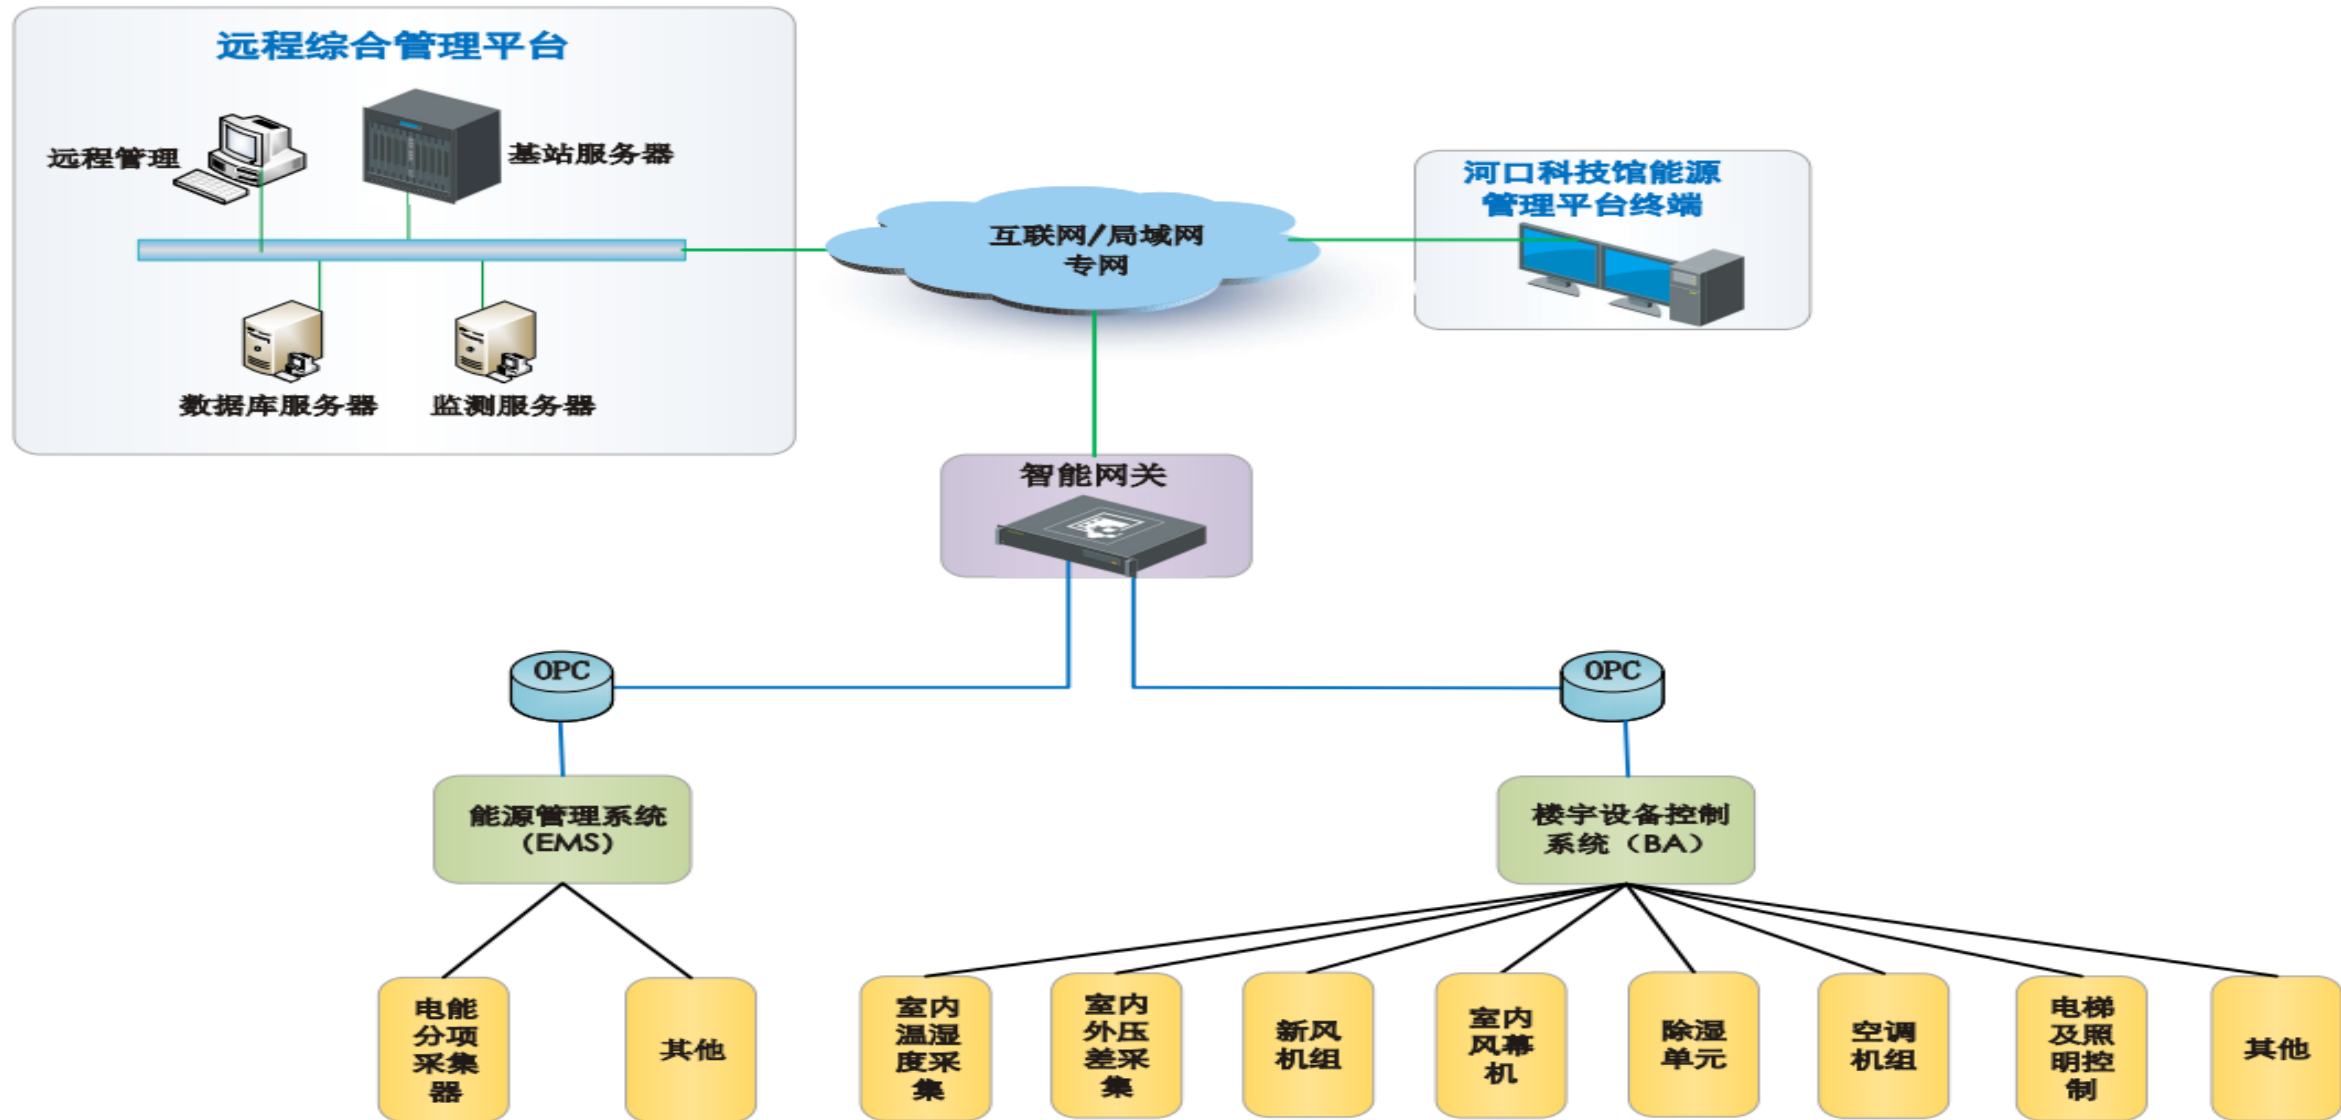 远程综合管理平台
远程管理
基站服务器
数据库服务器
监测服务器
互联网/局域网
专网
河口科技馆能源
管理平台终端
智能网关
OPC
OPC
能源管理系统
(EMS)
楼宇设备控制
系统（BA）
电能
分项
采集
器
其他
室内
温湿
度采
集
室内
外压
差采
集
新风
机组
室内
风幕
机
除湿
单元
空调
机组
电梯
及照
明控
制
其他